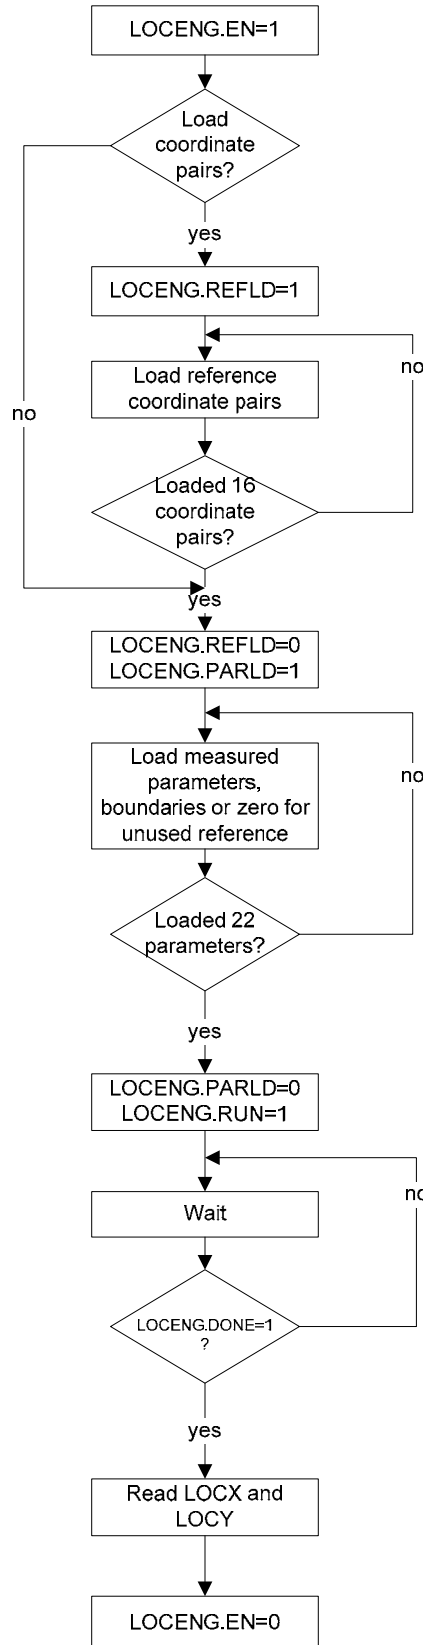 LOCENG.EN=1
Load
coordinate
pairs?
yes
LOCENG.REFLD=1
no
Load reference
coordinate pairs
no
Loaded 16
coordinate
pairs?
yes
LOCENG.REFLD=0
LOCENG.PARLD=1
Load measured
parameters,
boundaries or zero for
unused reference
no
Loaded 22
parameters?
yes
LOCENG.PARLD=0
LOCENG.RUN=1
no
Wait
LOCENG.DONE=1
?
yes
Read LOCX and
LOCY
LOCENG.EN=0